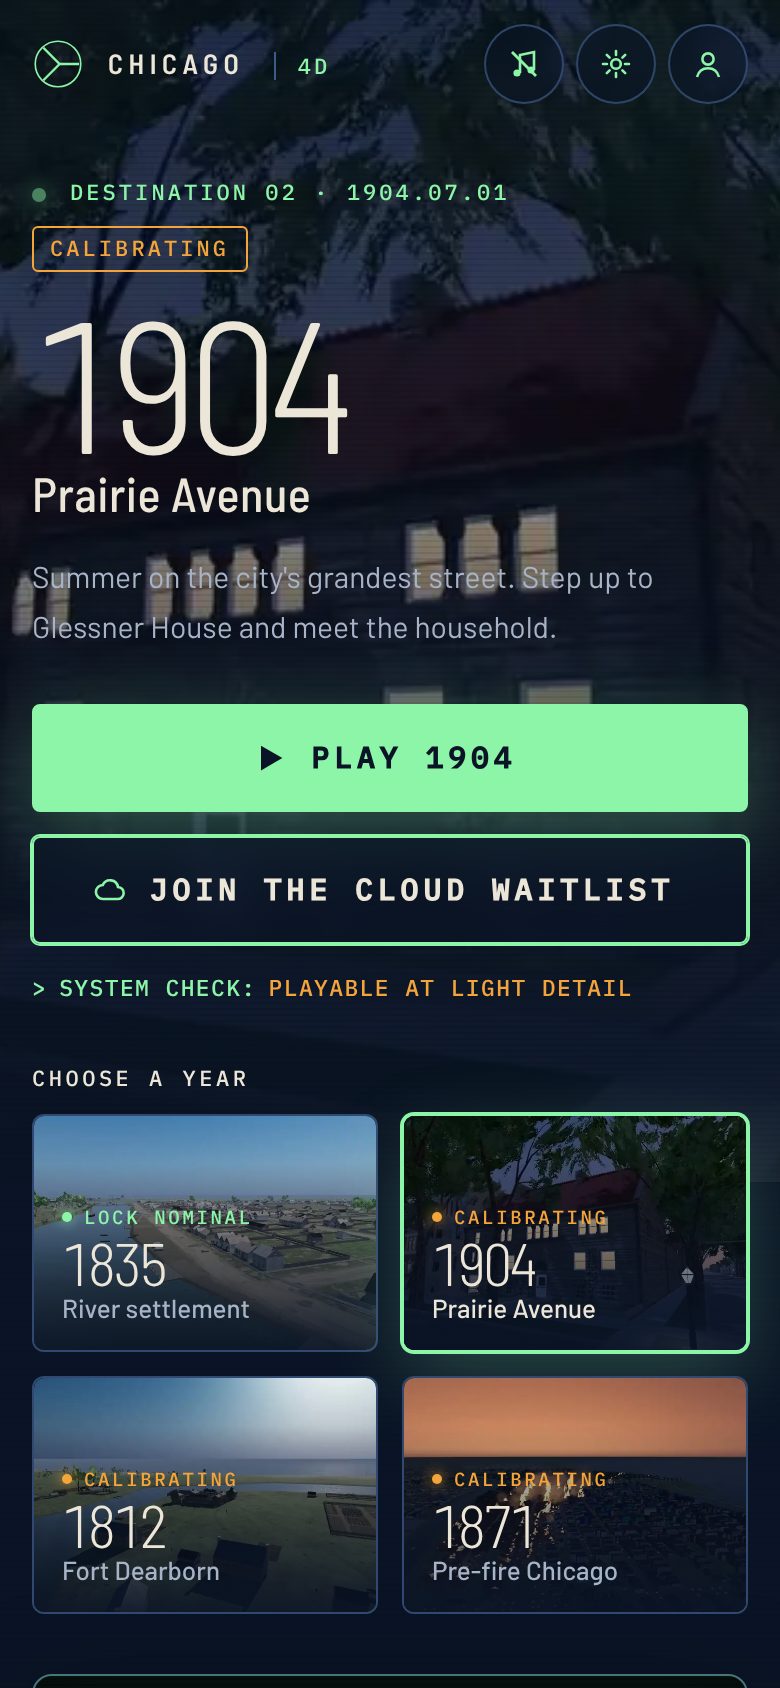 CHICAGO | 4D
DESTINATION 02 · 1904.07.01
CALIBRATING
1904
Prairie Avenue
Summer on the city's grandest street. Step up to
Glessner House and meet the household.
PLAY 1904
JOIN THE CLOUD WAITLIST
> SYSTEM CHECK: PLAYABLE AT LIGHT DETAIL
CHOOSE A YEAR
LOCK NOMINAL
1835
River settlement
CALIBRATING
1904
Prairie Avenue
CALIBRATING
1812
Fort Dearborn
CALIBRATING
1871
Pre-fire Chicago